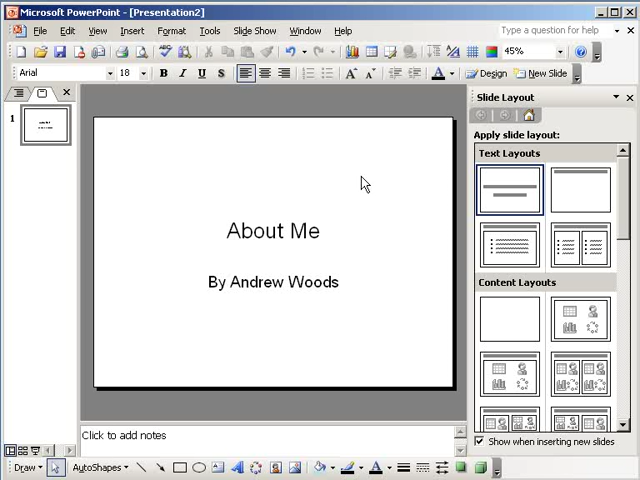 Microsoft PowerPoint - [Presentation2]
File Edit View Insert Format Tools Slide Show Window Help Type a question for help
45%
Arial 18 B I U S A A A Design New Slide
Slide Layout
1
Apply slide layout:
Text Layouts
About Me
By Andrew Woods
Content Layouts
Click to add notes
Show when inserting new slides
Draw AutoShapes A A